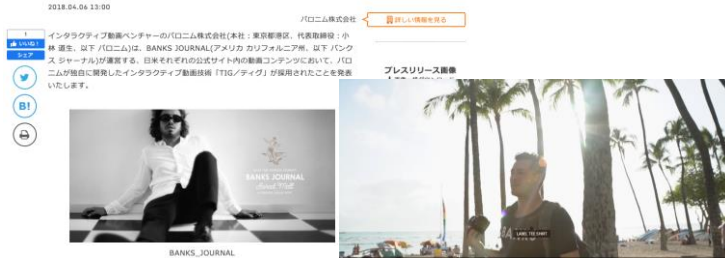 2018.04.06 13:00
パロニム株式会社
詳しい情報を見る
1
いいね!
シェア
B!
インタラクティブ動画ベンチャーのパロニム株式会社(本社：東京都港区、代表取締役：小
林 道生、以下 パロニム)は、BANKS JOURNAL(アメリカ カリフォルニア州、以下 バンク
ス ジャーナル)が運営する、日米それぞれの公式サイト内の動画コンテンツにおいて、パロ
ニムが独自に開発したインタラクティブ動画技術「TIG／ティグ」が採用されたことを発表
いたします。
プレスリリース画像
BANKS JOURNAL
BANKS_JOURNAL
LABEL TEE SHIRT